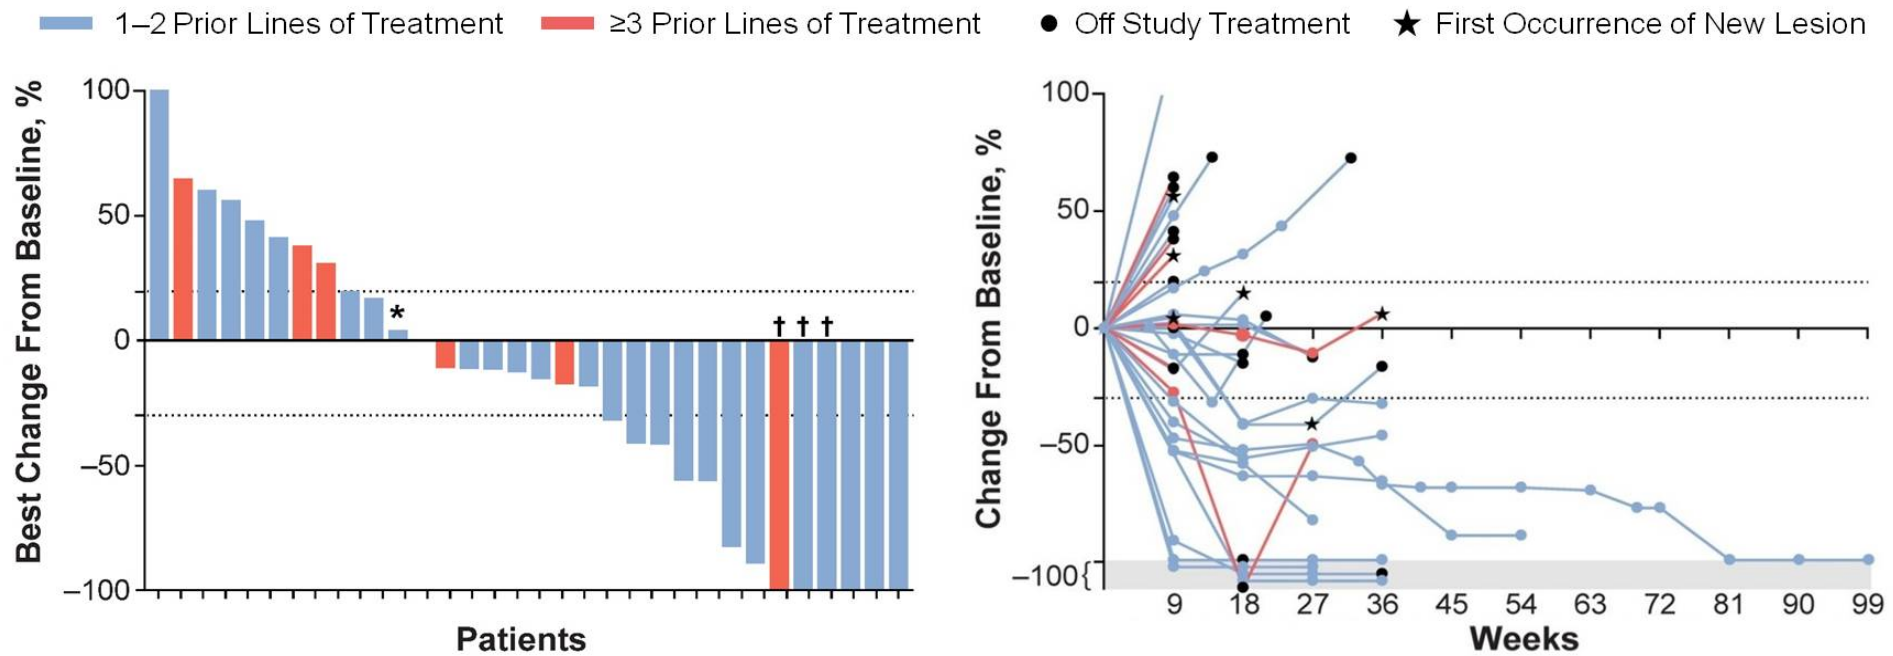 1–2 Prior Lines of Treatment ≥3 Prior Lines of Treatment Off Study Treatment First Occurrence of New Lesion
Best Change From Baseline, %
100
50
0
–50
–100
*
† † †
Patients
Change From Baseline, %
100
50
0
–50
–100{
9 18 27 36 45 54 63 72 81 90 99
Weeks